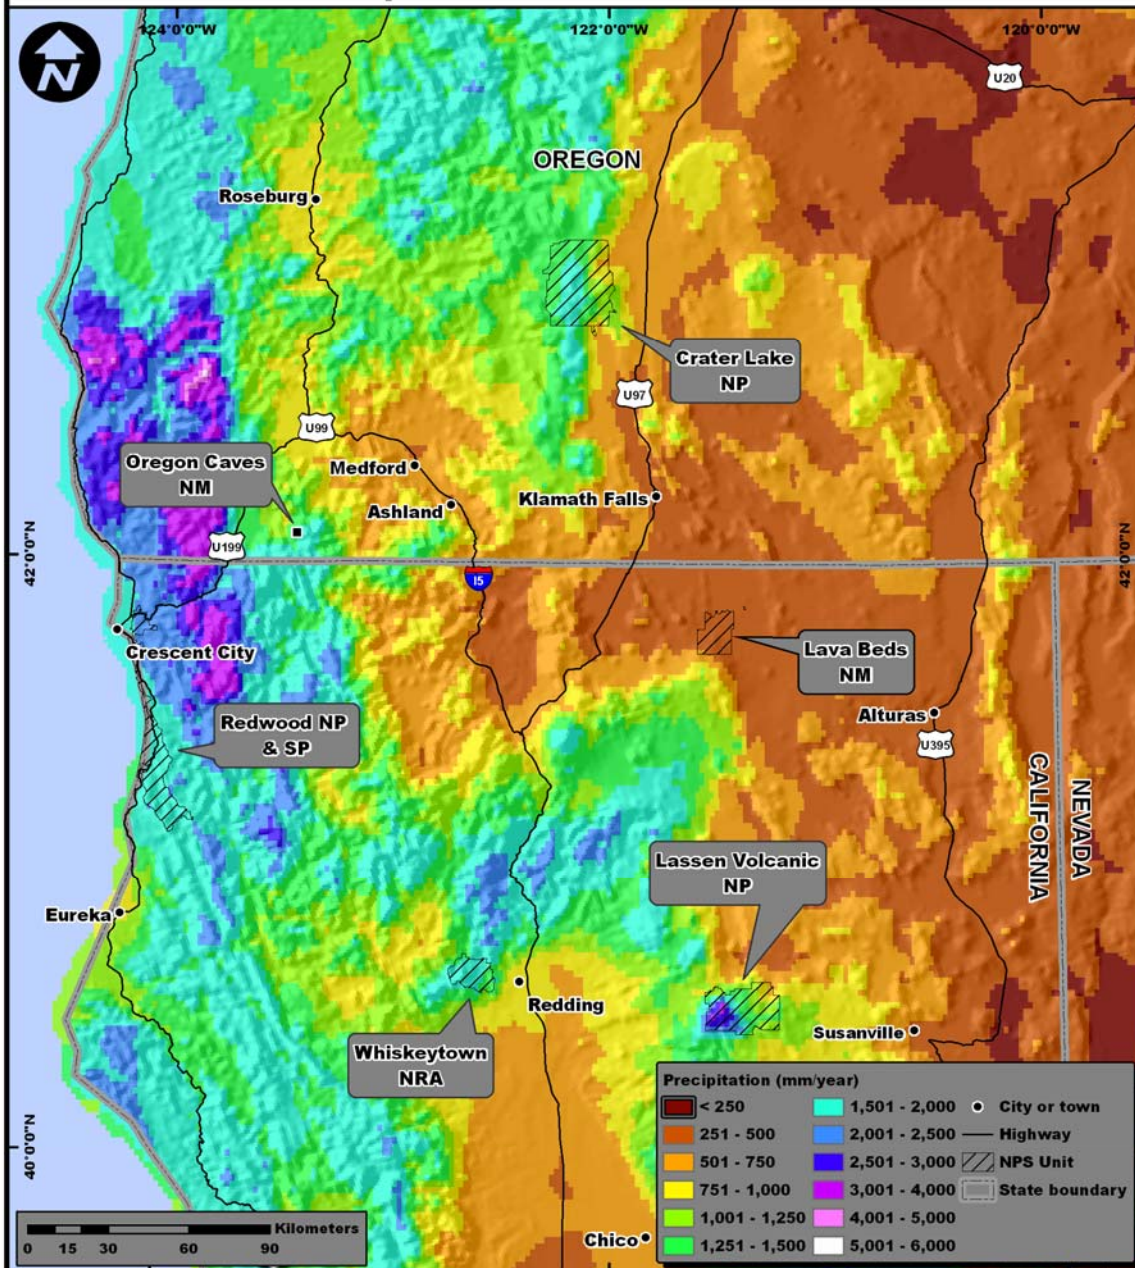 124°0'0"W
122°0'0"W
120°0'0"W
N
U20
OREGON
Roseburg
Crater Lake
NP
U97
U99
Oregon Caves
NM
Medford
Ashland
Klamath Falls
U199
42°0'0"N
42°0'0"N
I5
Crescent City
Lava Beds
NM
Redwood NP
& SP
Alturas
U395
CALIFORNIA
NEVADA
Lassen Volcanic
NP
Eureka
Redding
Susanville
Whiskeytown
NRA
40°0'0"N
Chico
Precipitation (mm/year)
< 250
251 - 500
501 - 750
751 - 1,000
1,001 - 1,250
1,251 - 1,500
1,501 - 2,000
2,001 - 2,500
2,501 - 3,000
3,001 - 4,000
4,001 - 5,000
5,001 - 6,000
City or town
Highway
NPS Unit
State boundary
Kilometers
0 15 30 60 90